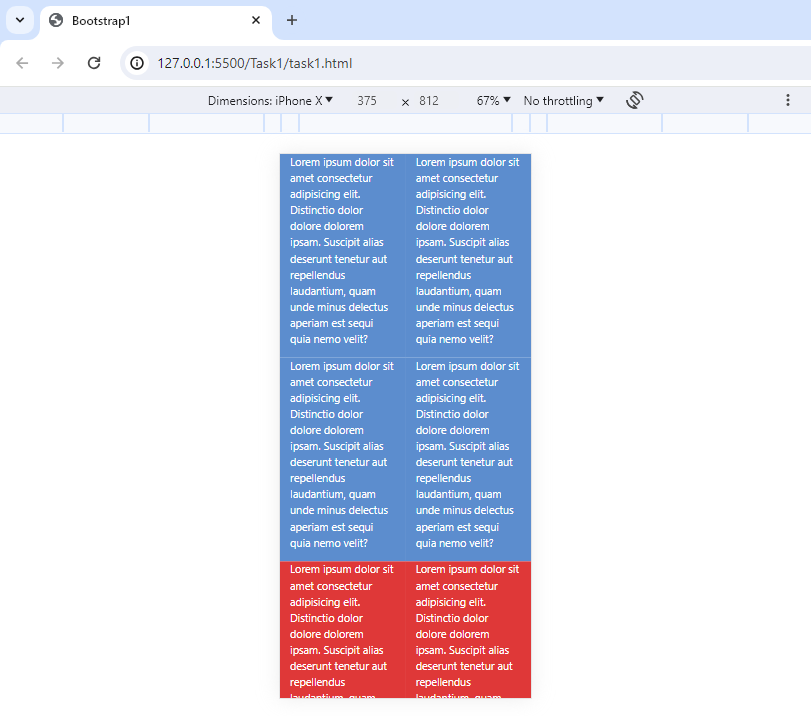 Bootstrap1
127.0.0.1:5500/Task1/task1.html
Dimensions: iPhone X 375 × 812 67% No throttling
Lorem ipsum dolor sit
amet consectetur
adipisicing elit.
Distinctio dolor
dolore dolorem
ipsam. Suscipit alias
deserunt tenetur aut
repellendus
laudantium, quam
unde minus delectus
aperiam est sequi
quia nemo velit?
Lorem ipsum dolor sit
amet consectetur
adipisicing elit.
Distinctio dolor
dolore dolorem
ipsam. Suscipit alias
deserunt tenetur aut
repellendus
laudantium, quam
unde minus delectus
aperiam est sequi
quia nemo velit?
Lorem ipsum dolor sit
amet consectetur
adipisicing elit.
Distinctio dolor
dolore dolorem
ipsam. Suscipit alias
deserunt tenetur aut
repellendus
laudantium, quam
unde minus delectus
aperiam est sequi
quia nemo velit?
Lorem ipsum dolor sit
amet consectetur
adipisicing elit.
Distinctio dolor
dolore dolorem
ipsam. Suscipit alias
deserunt tenetur aut
repellendus
laudantium, quam
unde minus delectus
aperiam est sequi
quia nemo velit?
Lorem ipsum dolor sit
amet consectetur
adipisicing elit.
Distinctio dolor
dolore dolorem
ipsam. Suscipit alias
deserunt tenetur aut
repellendus
laudantium, quam
Lorem ipsum dolor sit
amet consectetur
adipisicing elit.
Distinctio dolor
dolore dolorem
ipsam. Suscipit alias
deserunt tenetur aut
repellendus
laudantium, quam